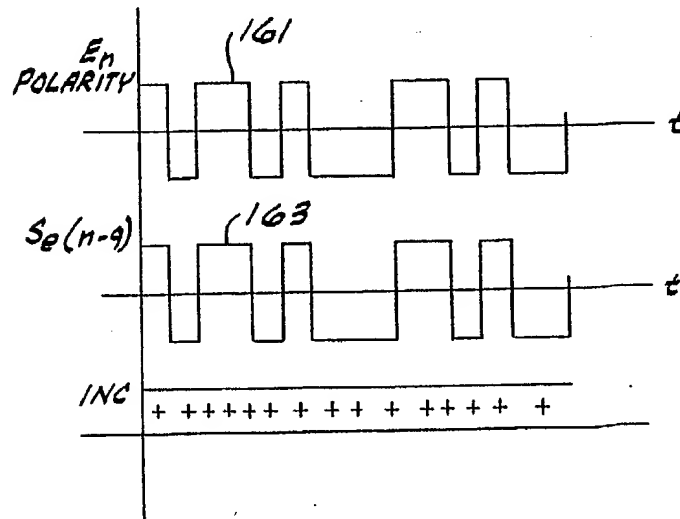 161
En
POLARITY
t
163
Se(n-q)
t
INC
+ + + + + + + + + + + + + + +